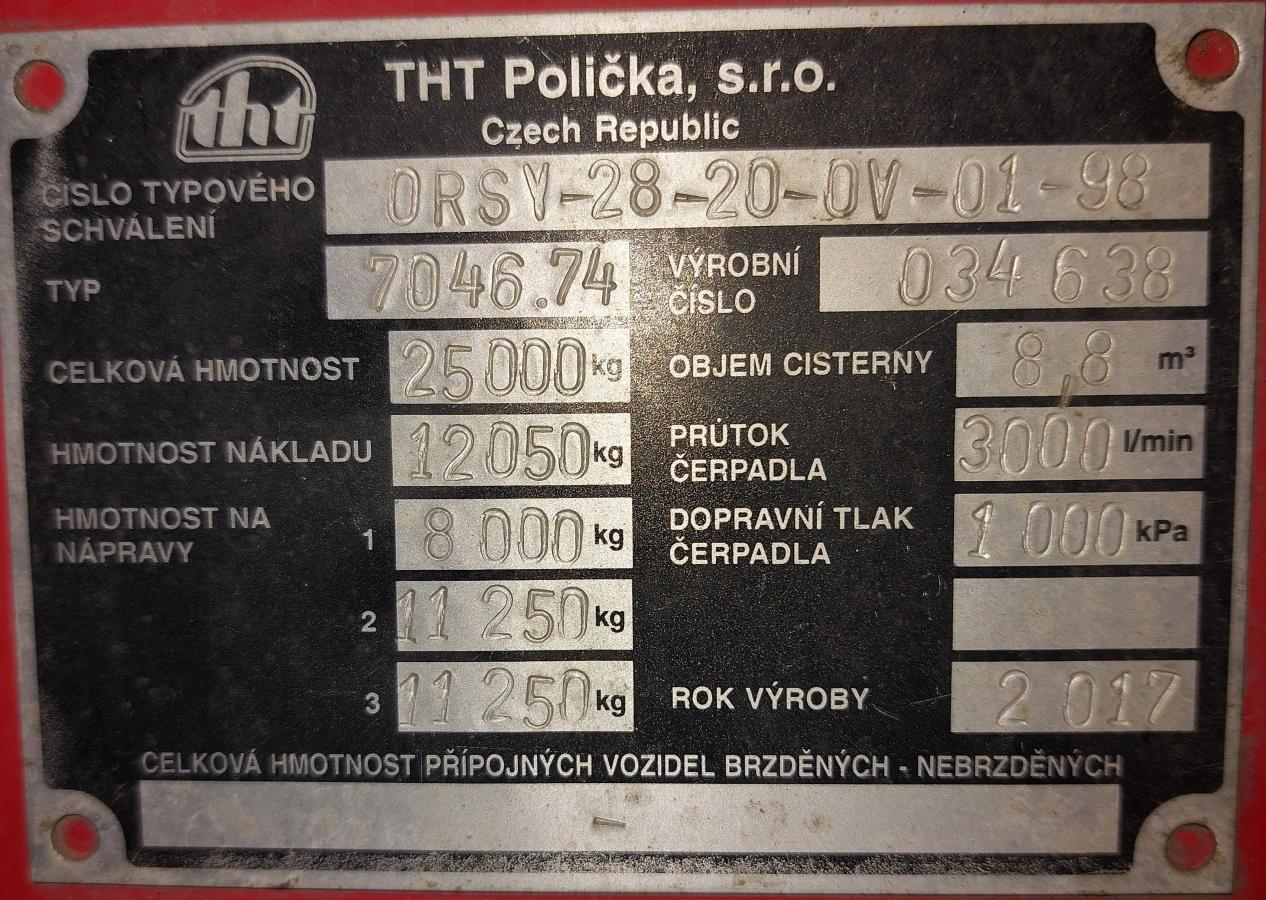 tht
THT Polička, s.r.o.
Czech Republic
ČÍSLO TYPOVÉHO
SCHVÁLENÍ
ORSV-28-20-OV-01-98
TYP
7046.74
VÝROBNÍ
ČÍSLO
034 638
CELKOVÁ HMOTNOST
25000 kg
OBJEM CISTERNY
8,8 m³
HMOTNOST NÁKLADU
12050 kg
PRŮTOK
ČERPADLA
3000 l/min
HMOTNOST NA
NÁPRAVY
1
8 000 kg
DOPRAVNÍ TLAK
ČERPADLA
1 000 kPa
2
11 250 kg
3
11 250 kg
ROK VÝROBY
2 017
CELKOVÁ HMOTNOST PŘÍPOJNÝCH VOZIDEL BRZDĚNÝCH - NEBRZDĚNÝCH
-